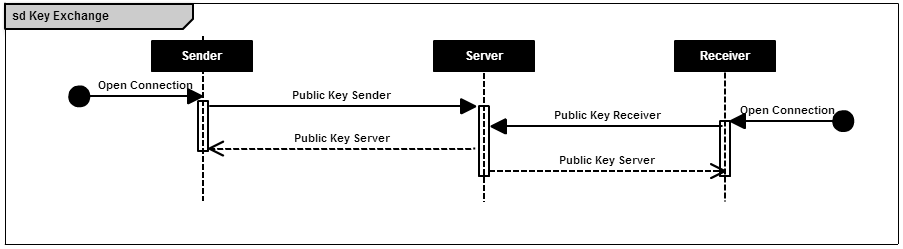 sd Key Exchange
Sender
Server
Receiver
Open Connection
Public Key Sender
Open Connection
Public Key Receiver
Public Key Server
Public Key Server